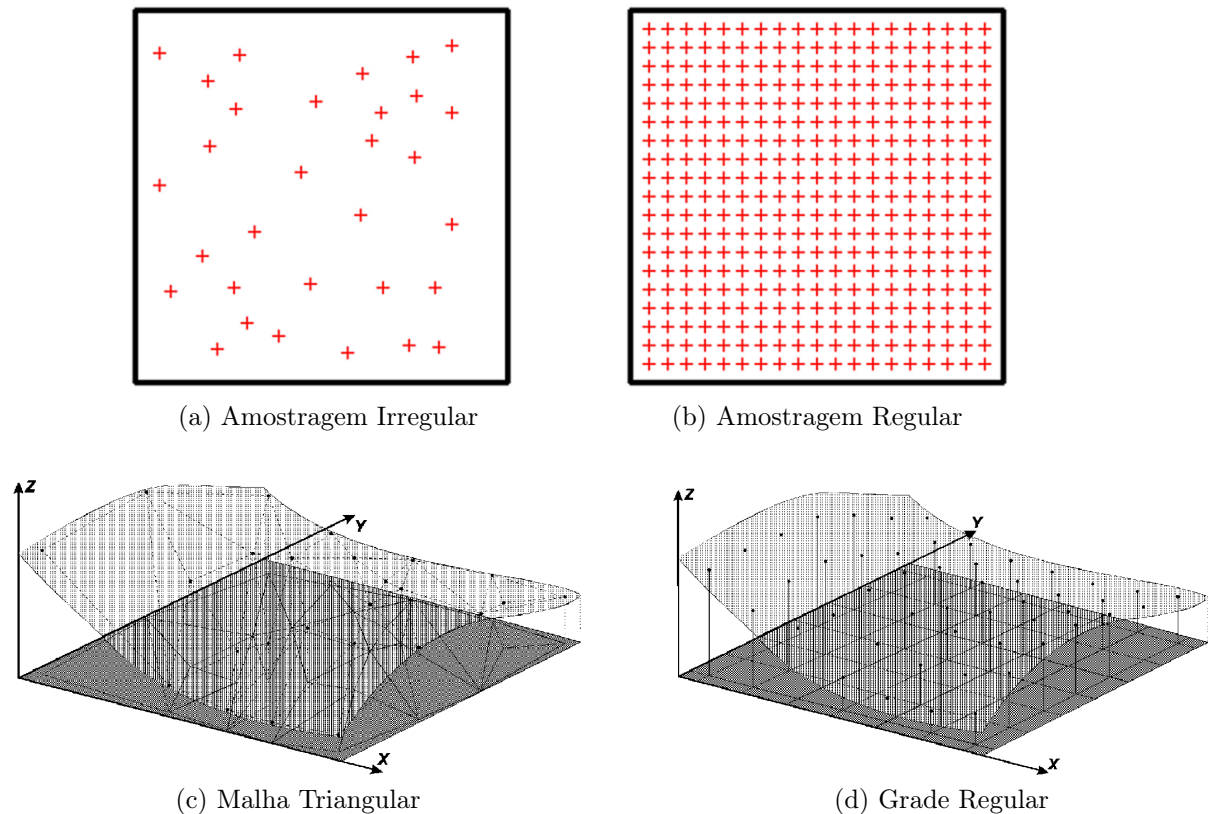 (a) Amostragem Irregular
(b) Amostragem Regular
Z
Y
X
Z
Y
X
(c) Malha Triangular
(d) Grade Regular